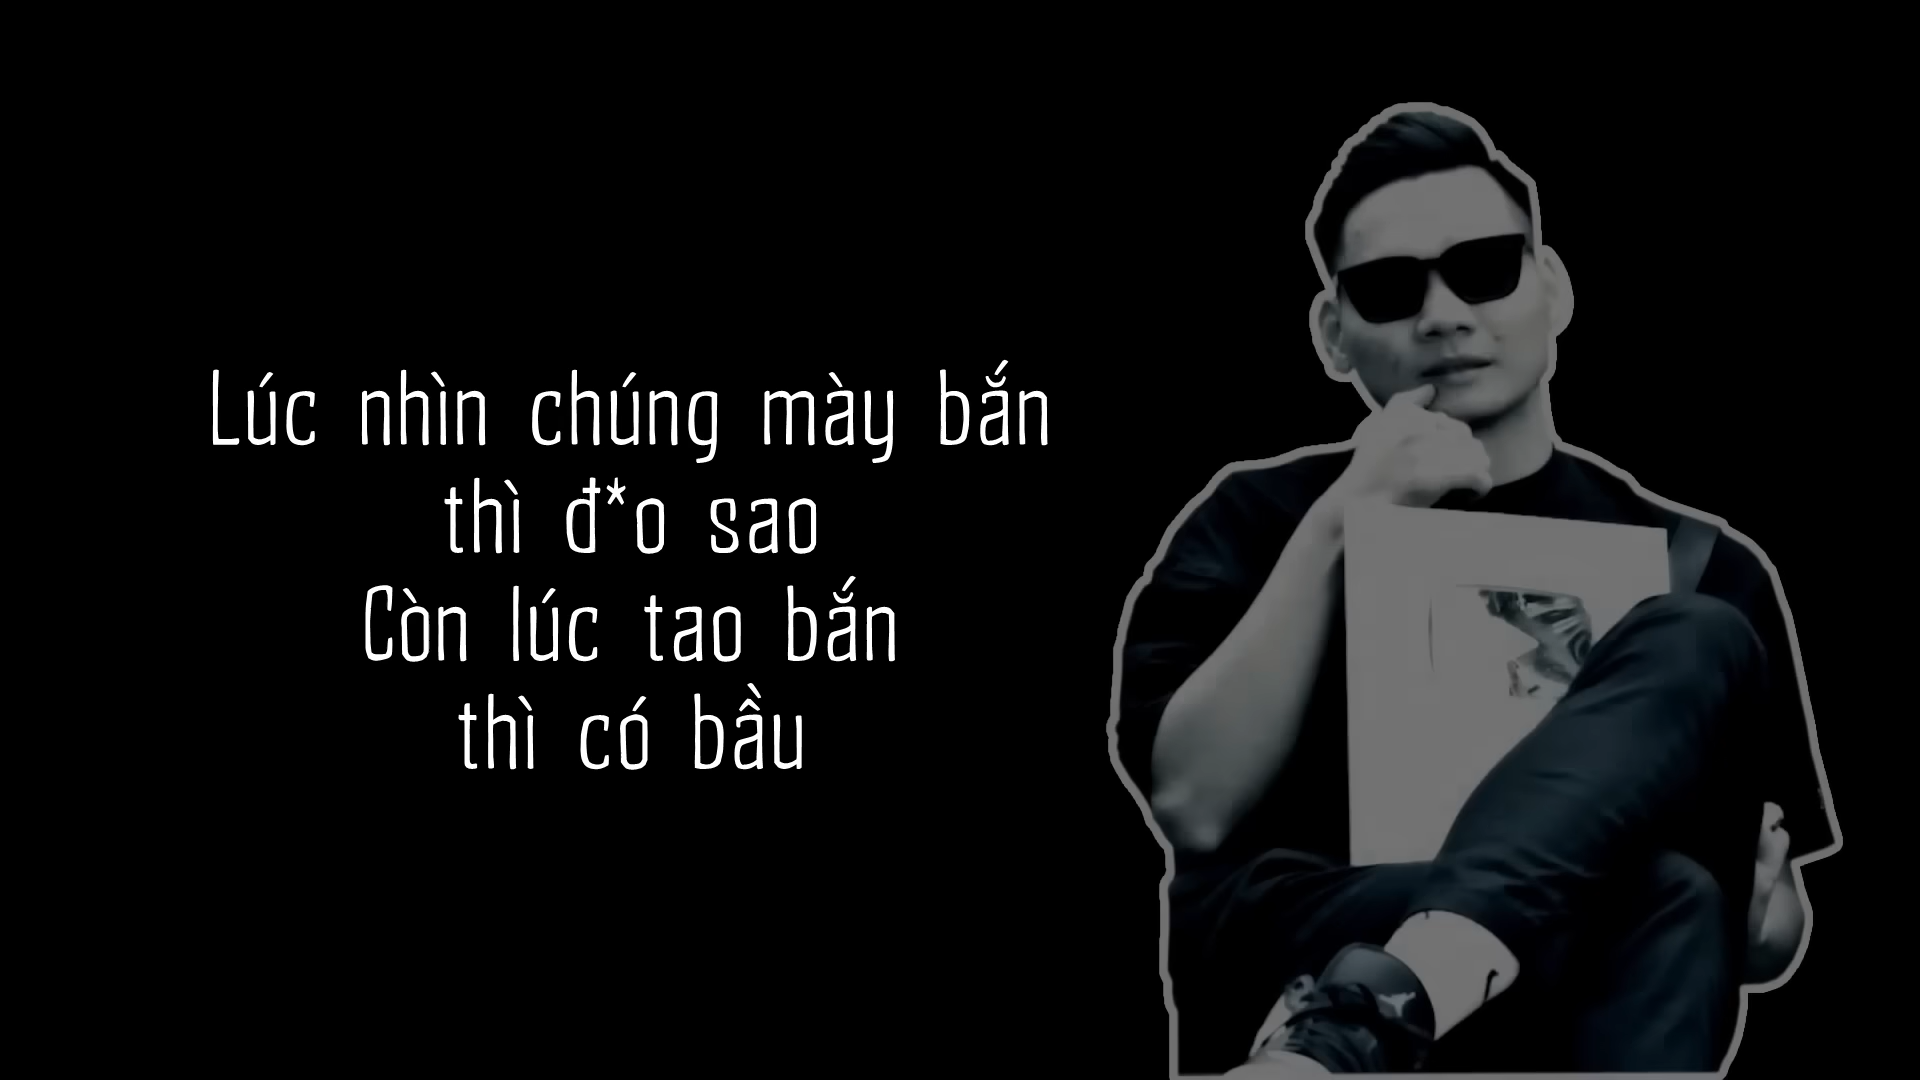 Lúc nhìn chúng mày bắn
thì đ*o sao
Còn lúc tao bắn
thì có bầu